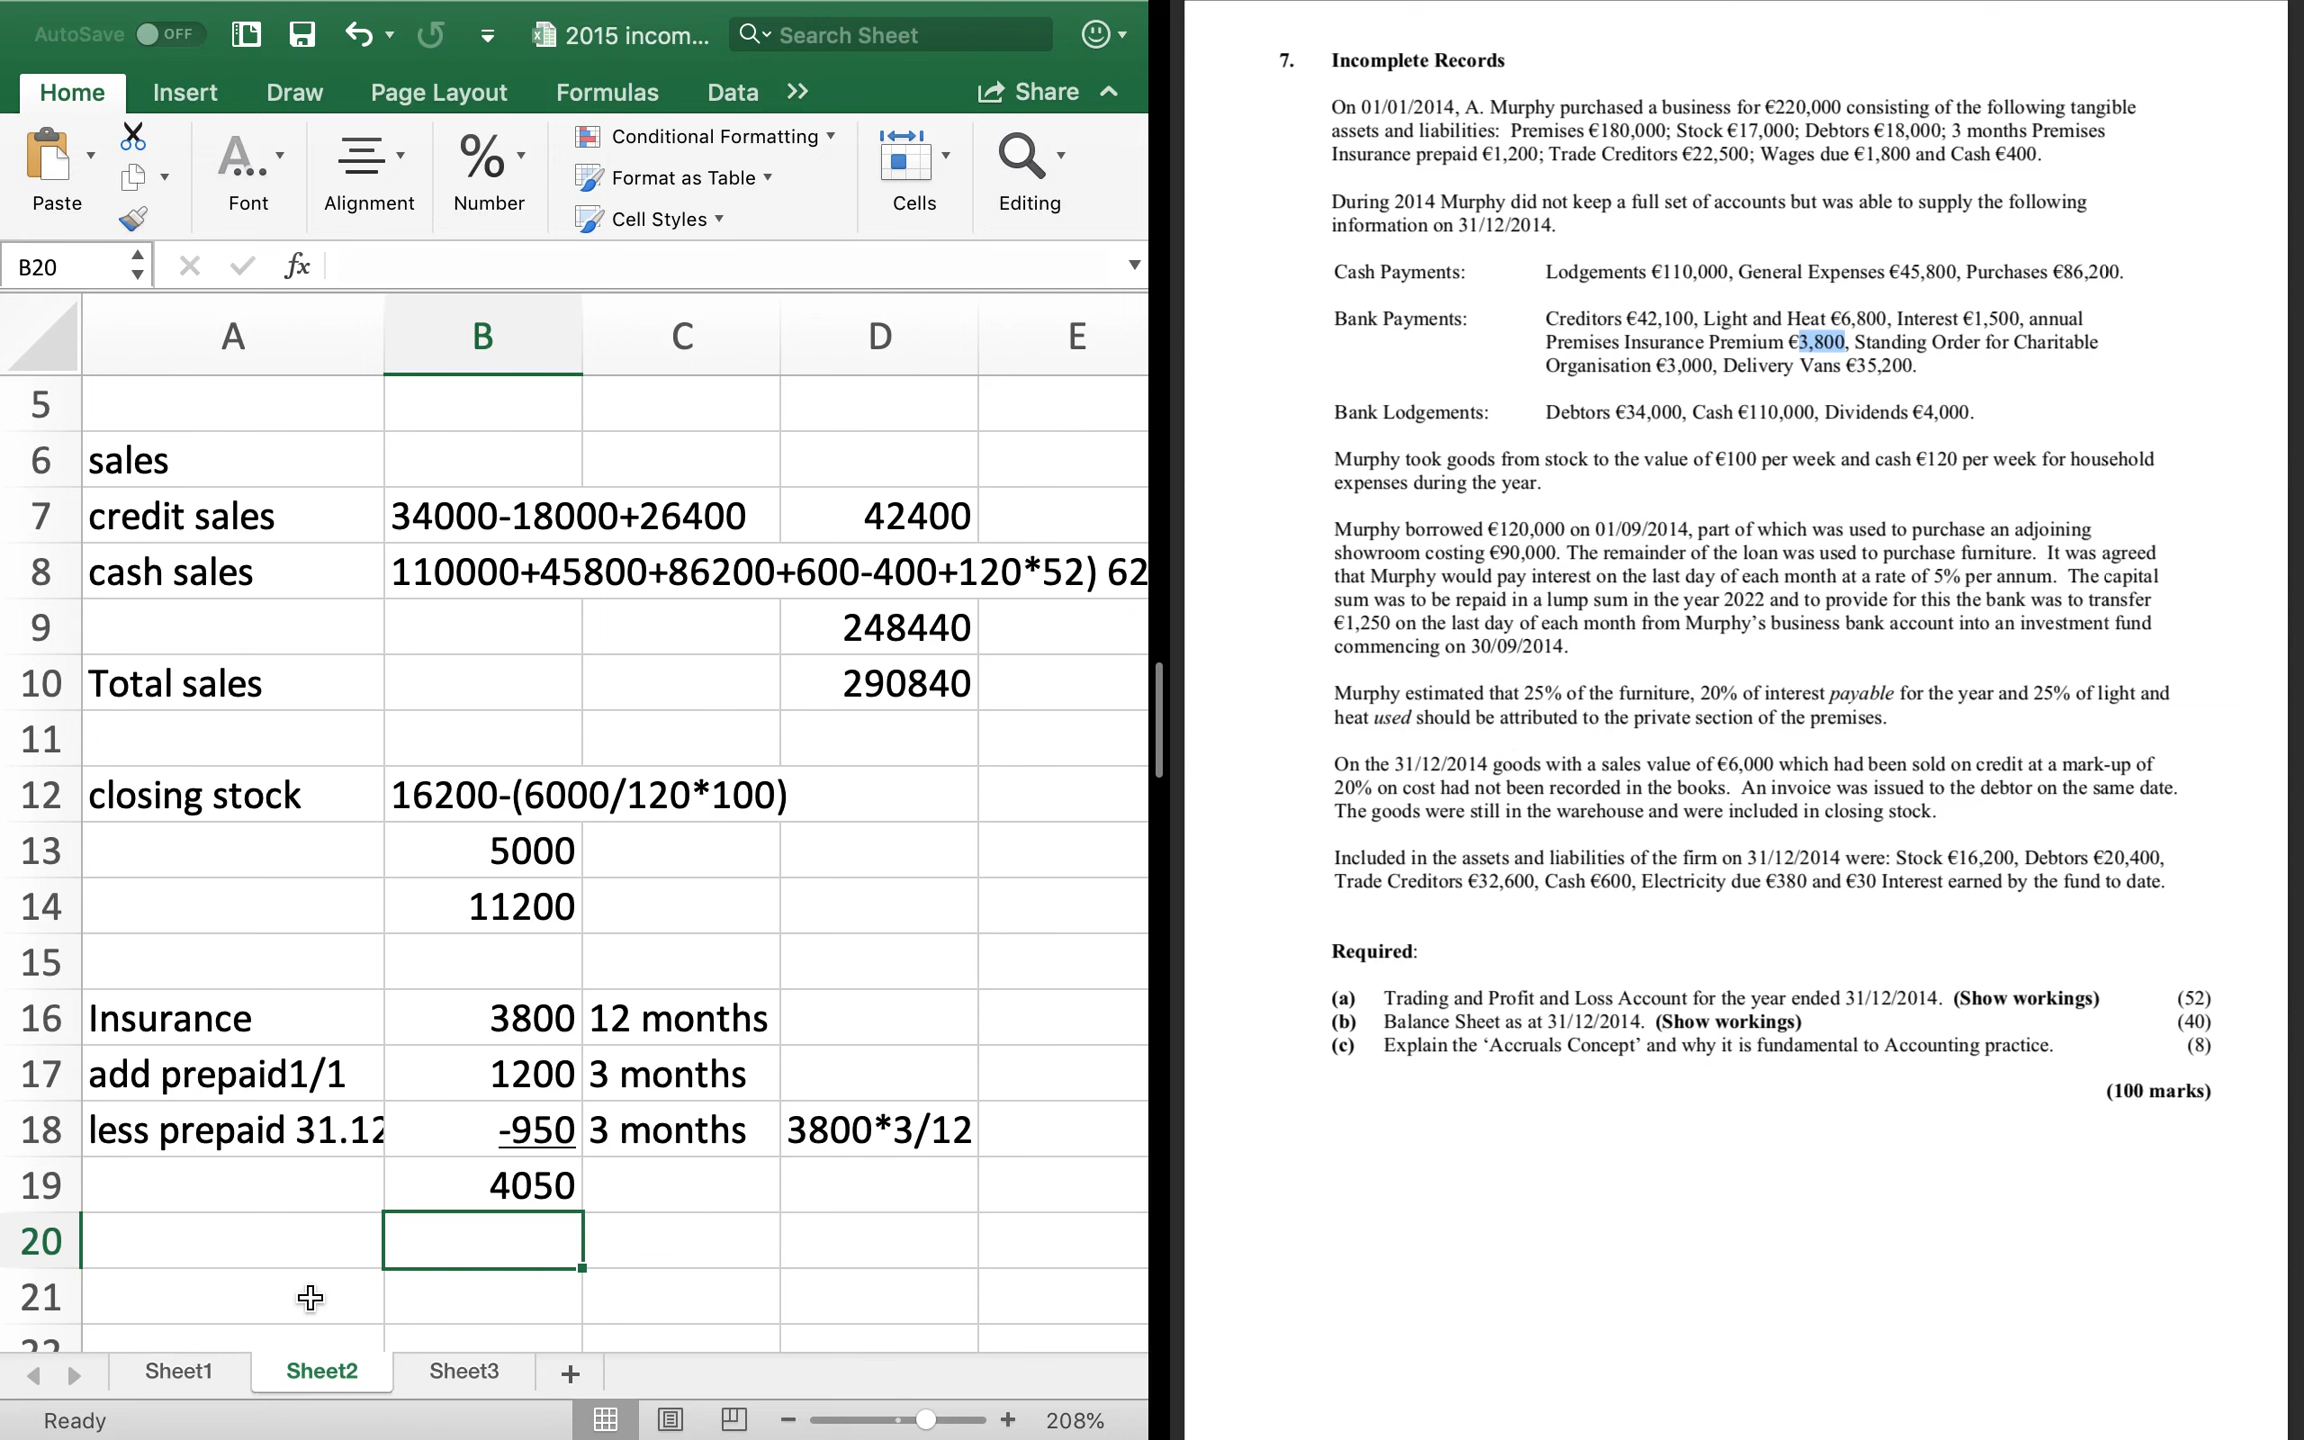 AutoSave OFF 2015 incom... Search Sheet
Home Insert Draw Page Layout Formulas Data Share
Paste Font Alignment Number Conditional Formatting Format as Table Cell Styles Cells Editing
%
B20 fx
A B C D E
5
6 sales
7 credit sales 34000-18000+26400 42400
8 cash sales 110000+45800+86200+600-400+120*52) 62
9 248440
10 Total sales 290840
11
12 closing stock 16200-(6000/120*100)
13 5000
14 11200
15
16 Insurance 3800 12 months
17 add prepaid1/1 1200 3 months
18 less prepaid 31.12 -950 3 months 3800*3/12
19 4050
20
21
22
Sheet1 Sheet2 Sheet3 +
Ready 208%
7. Incomplete Records
On 01/01/2014, A. Murphy purchased a business for €220,000 consisting of the following tangible
assets and liabilities: Premises €180,000; Stock €17,000; Debtors €18,000; 3 months Premises
Insurance prepaid €1,200; Trade Creditors €22,500; Wages due €1,800 and Cash €400.
During 2014 Murphy did not keep a full set of accounts but was able to supply the following
information on 31/12/2014.
Cash Payments: Lodgements €110,000, General Expenses €45,800, Purchases €86,200.
Bank Payments: Creditors €42,100, Light and Heat €6,800, Interest €1,500, annual
Premises Insurance Premium €3,800, Standing Order for Charitable
Organisation €3,000, Delivery Vans €35,200.
Bank Lodgements: Debtors €34,000, Cash €110,000, Dividends €4,000.
Murphy took goods from stock to the value of €100 per week and cash €120 per week for household
expenses during the year.
Murphy borrowed €120,000 on 01/09/2014, part of which was used to purchase an adjoining
showroom costing €90,000. The remainder of the loan was used to purchase furniture. It was agreed
that Murphy would pay interest on the last day of each month at a rate of 5% per annum. The capital
sum was to be repaid in a lump sum in the year 2022 and to provide for this the bank was to transfer
€1,250 on the last day of each month from Murphy's business bank account into an investment fund
commencing on 30/09/2014.
Murphy estimated that 25% of the furniture, 20% of interest payable for the year and 25% of light and
heat used should be attributed to the private section of the premises.
On the 31/12/2014 goods with a sales value of €6,000 which had been sold on credit at a mark-up of
20% on cost had not been recorded in the books. An invoice was issued to the debtor on the same date.
The goods were still in the warehouse and were included in closing stock.
Included in the assets and liabilities of the firm on 31/12/2014 were: Stock €16,200, Debtors €20,400,
Trade Creditors €32,600, Cash €600, Electricity due €380 and €30 Interest earned by the fund to date.
Required:
(a) Trading and Profit and Loss Account for the year ended 31/12/2014. (Show workings) (52)
(b) Balance Sheet as at 31/12/2014. (Show workings) (40)
(c) Explain the 'Accruals Concept' and why it is fundamental to Accounting practice. (8)
(100 marks)